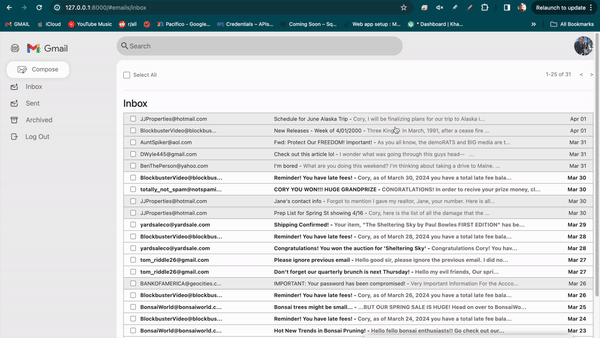 127.0.0.1:8000/#emails/inbox
Relaunch to update
GMAIL iCloud YouTube Music r/all Pacifico - Google... Credentials – APIs... Coming Soon – Sq... Web app setup : M... * Dashboard | Kha... » All Bookmarks
Gmail
Search
Compose
Inbox
Sent
Archived
Log Out
Select All
1-25 of 31 < >
Inbox
JJProperties@hotmail.com Schedule for June Alaska Trip - Cory, I will be finalizing plans for our trip to Alaska i... Apr 01
BlockbusterVideo@blockbus... New Releases - Week of 4/01/2000 - Three Kings In March, 1991, after a cease fire ... Apr 01
AuntSpiker@aol.com Fwd: Protect Our FREEDOM! Important! - As you all know, the demoRATS and BIG media are t... Mar 31
DWyle445@gmail.com Check out this article lol - I wonder what was going through this guys head— Mar 31
BenThePerson@yahoo.com I'm bored - What are you doing this weekend? I'm thinking about taking a drive to Maine. ... Mar 31
BlockbusterVideo@blockbus... Reminder! You have late fees! - Cory, as of March 30, 2024 you have a total late fee bala... Mar 30
totally_not_spam@notspami... CORY YOU WON!!! HUGE GRANDPRIZE - CONGRATULATIONS! In order to recive your prize money, cl... Mar 30
JJProperties@hotmail.com Jane's contact info - Forgot to mention I gave my realtor, Jane, your number. Here is all... Mar 30
JJProperties@hotmail.com Prep List for Spring St showing 4/16 - Cory, here is the list of all the damage that the ... Mar 30
yardsaleco@yardsale.com Shipping Confirmed! - Your item, "The Sheltering Sky by Paul Bowles FIRST EDITION" has be... Mar 29
BlockbusterVideo@blockbus... Reminder! You have late fees! - Cory, as of March 28, 2024 you have a total late fee bala... Mar 28
yardsaleco@yardsale.com Congratulations! You won the auction for 'Sheltering Sky' - Congratulations Cory! You hav... Mar 28
tom_riddle26@gmail.com Please ignore previous email - Hello good sir, please ignore the previous email. I did no... Mar 27
tom_riddle26@gmail.com Don't forget our quarterly brunch is next Thursday! - Hello my evil friends, Our spri... Mar 27
BANKOFAMERICA@geocities.c... IMPORTANT: Your password has been compromised! - Very Important Information For the Accco... Mar 26
BlockbusterVideo@blockbus... Reminder! You have late fees! - Cory, as of March 26, 2024 you have a total late fee bala... Mar 26
BonsaiWorld@bonsaiworld.c... Bonsai trees might be small... - ...BUT OUR SPRING SALE IS HUGE! Head on over to BonsaiWo... Mar 25
BlockbusterVideo@blockbus... Reminder! You have late fees! - Cory, as of March 24, 2024 you have a total late fee bala... Mar 24
BonsaiWorld@bonsaiworld.c... Hot New Trends in Bonsai Pruning! - Hello fello bonsai enthusiasts!! Go check out our... Mar 23